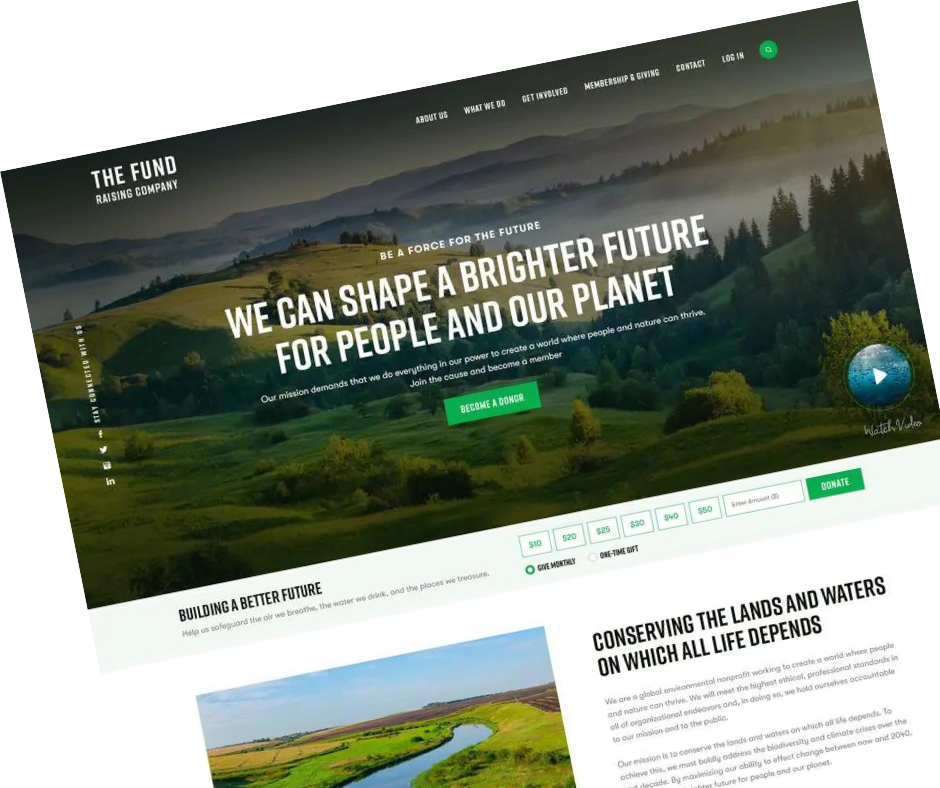 ABOUT US WHAT WE DO GET INVOLVED MEMBERSHIP & GIVING CONTACT LOG IN
THE FUND
RAISING COMPANY
BE A FORCE FOR THE FUTURE
WE CAN SHAPE A BRIGHTER FUTURE
FOR PEOPLE AND OUR PLANET
Our mission demands that we do everything in our power to create a world where people and nature can thrive.
Join the cause and become a member
BECOME A DONOR
STAY CONNECTED WITH US
Watch Video
BUILDING A BETTER FUTURE
Help us safeguard the air we breathe, the water we drink, and the places we treasure.
$10 $20 $25 $30 $40 $50 Enter Amount ($) DONATE
GIVE MONTHLY ONE-TIME GIFT
CONSERVING THE LANDS AND WATERS
ON WHICH ALL LIFE DEPENDS
We are a global environmental nonprofit working to create a world where people
and nature can thrive. We will meet the highest ethical, professional standards in
all of organizational endeavors and, in doing so, we hold ourselves accountable
to our mission and to the public.
Our mission is to conserve the lands and waters on which all life depends. To
achieve this, we must boldly address the biodiversity and climate crises over the
decade. By maximizing our ability to effect change between now and 2040,
future for people and our planet.